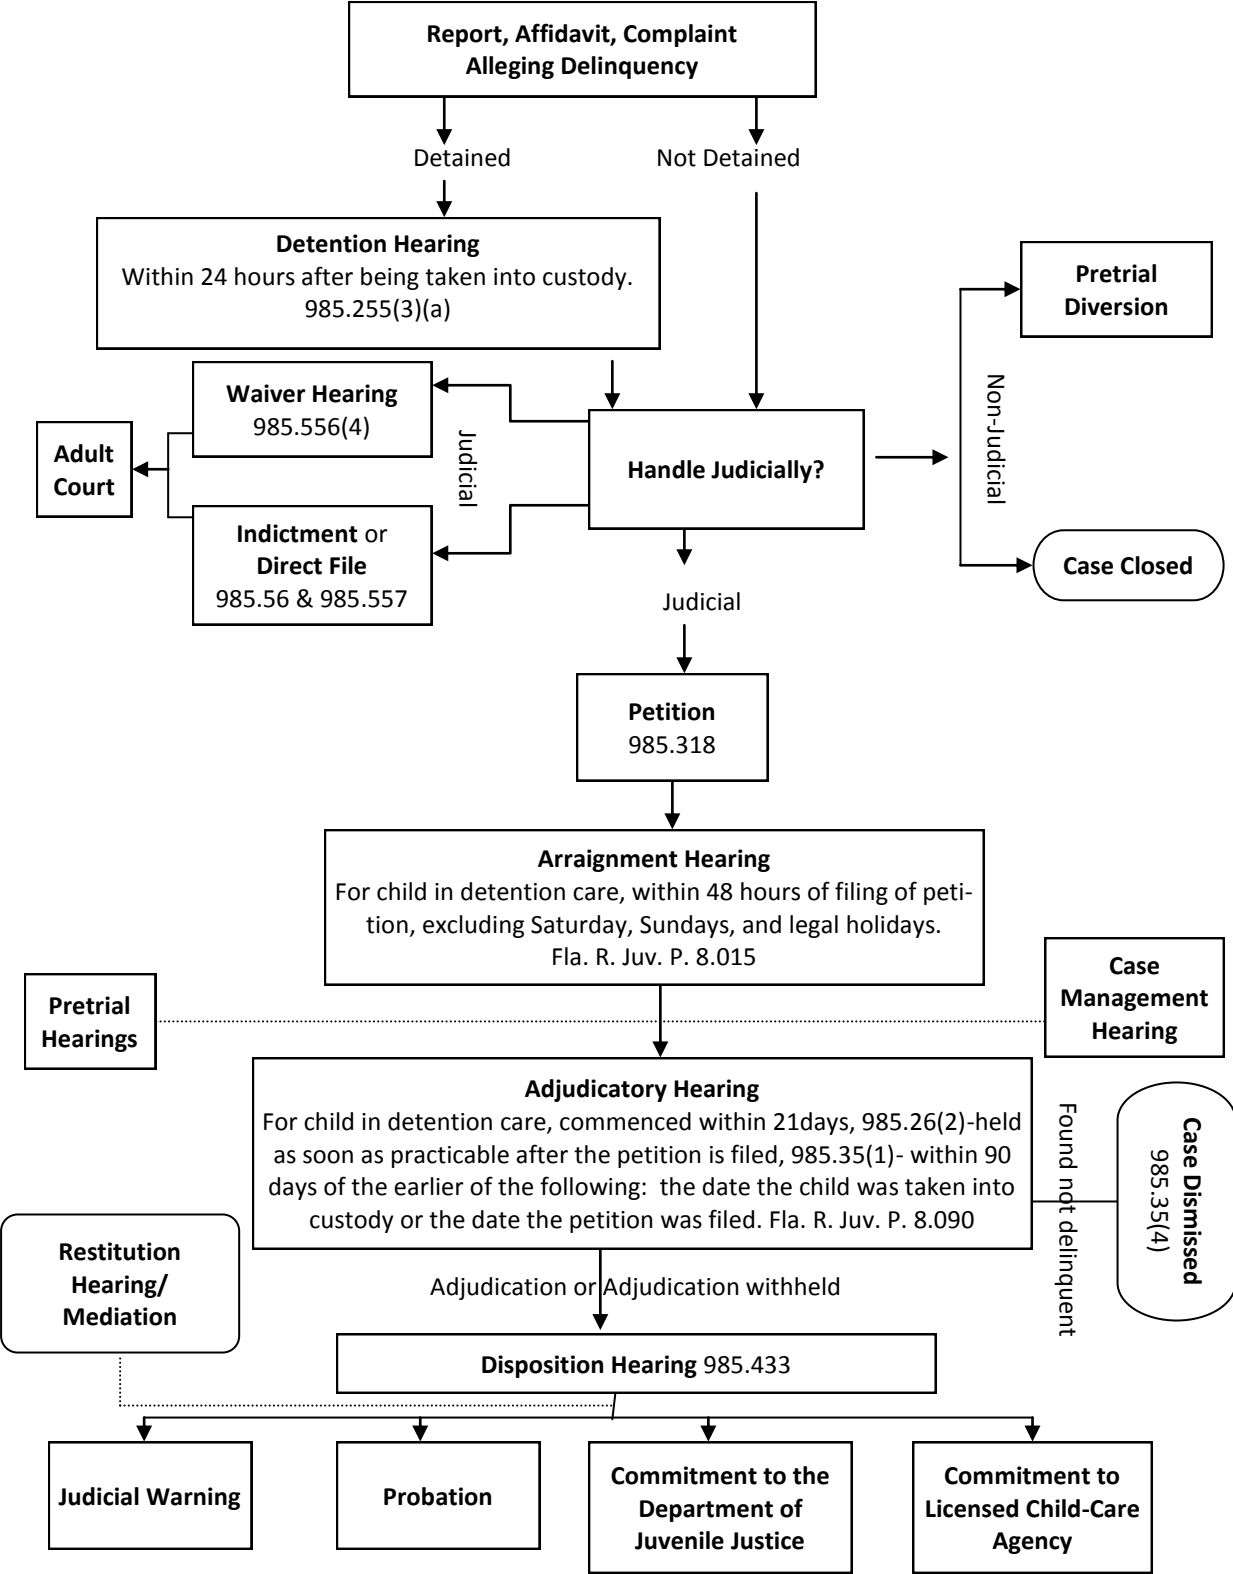 Report, Affidavit, Complaint
Alleging Delinquency
Detained
Not Detained
Detention Hearing
Within 24 hours after being taken into custody.
985.255(3)(a)
Pretrial
Diversion
Waiver Hearing
985.556(4)
Adult
Court
Judicial
Handle Judicially?
Non-Judicial
Indictment or
Direct File
985.56 & 985.557
Case Closed
Judicial
Petition
985.318
Arraignment Hearing
For child in detention care, within 48 hours of filing of peti-
tion, excluding Saturday, Sundays, and legal holidays.
Fla. R. Juv. P. 8.015
Pretrial
Hearings
Case
Management
Hearing
Adjudicatory Hearing
For child in detention care, commenced within 21days, 985.26(2)-held
as soon as practicable after the petition is filed, 985.35(1)- within 90
days of the earlier of the following:  the date the child was taken into
custody or the date the petition was filed. Fla. R. Juv. P. 8.090
Found not delinquent
Case Dismissed
985.35(4)
Restitution
Hearing/
Mediation
Adjudication or Adjudication withheld
Disposition Hearing 985.433
Judicial Warning
Probation
Commitment to the
Department of
Juvenile Justice
Commitment to
Licensed Child-Care
Agency